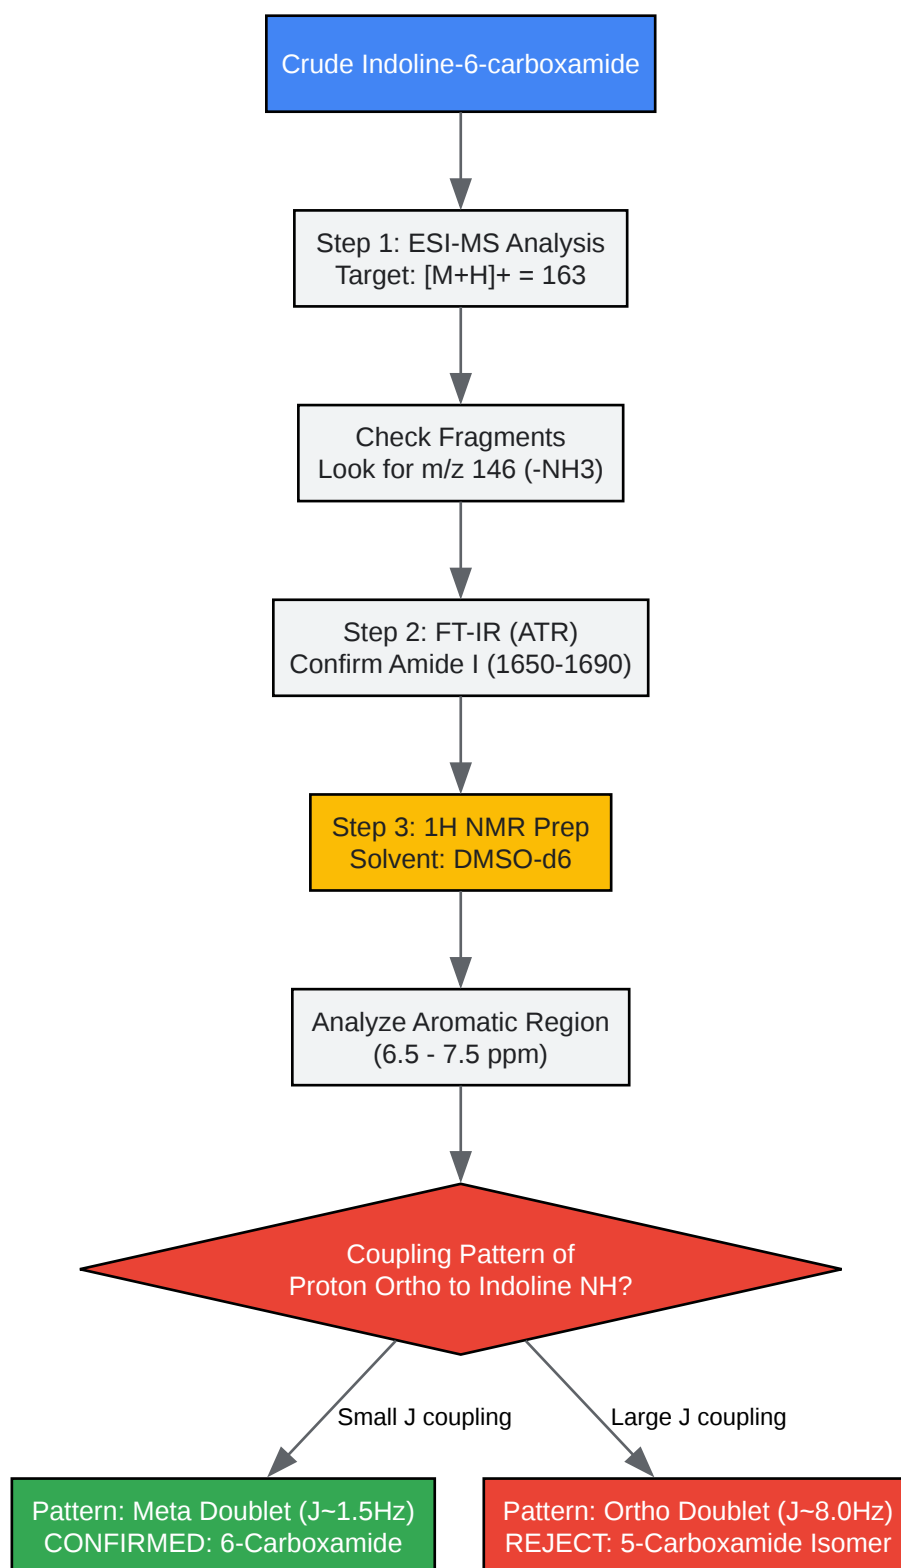 Crude Indoline-6-carboxamide
Step 1: ESI-MS Analysis
Target: [M+H]+ = 163
Check Fragments
Look for m/z 146 (-NH3)
Step 2: FT-IR (ATR)
Confirm Amide I (1650-1690)
Step 3: 1H NMR Prep
Solvent: DMSO-d6
Analyze Aromatic Region
(6.5 - 7.5 ppm)
Coupling Pattern of
Proton Ortho to Indoline NH?
Small J coupling
Large J coupling
Pattern: Meta Doublet (J~1.5Hz)
CONFIRMED: 6-Carboxamide
Pattern: Ortho Doublet (J~8.0Hz)
REJECT: 5-Carboxamide Isomer